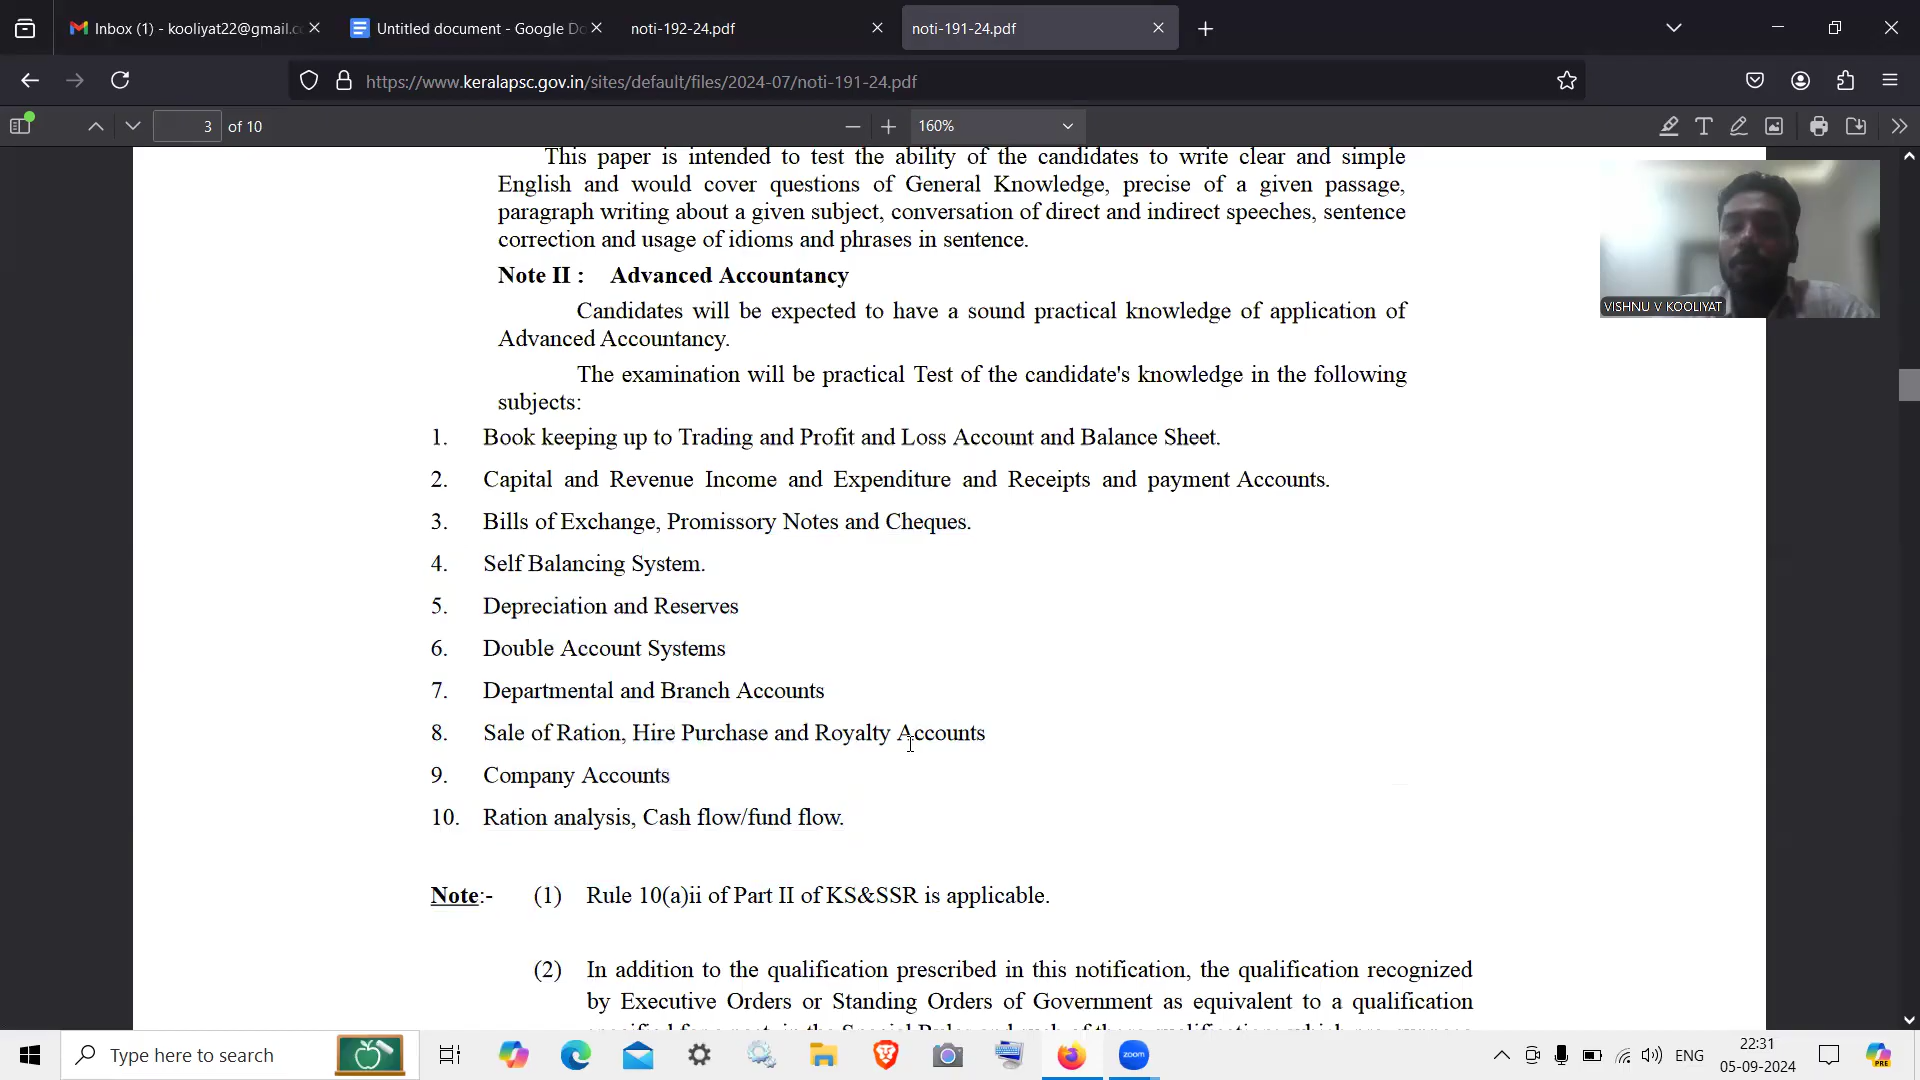 Inbox (1) - kooliyat22@gmail.c
Untitled document - Google Do
noti-192-24.pdf
noti-191-24.pdf
https://www.keralapsc.gov.in/sites/default/files/2024-07/noti-191-24.pdf
3 of 10
160%
This paper is intended to test the ability of the candidates to write clear and simple
English and would cover questions of General Knowledge, precise of a given passage,
paragraph writing about a given subject, conversation of direct and indirect speeches, sentence
correction and usage of idioms and phrases in sentence.
Note II : Advanced Accountancy
Candidates will be expected to have a sound practical knowledge of application of
Advanced Accountancy.
The examination will be practical Test of the candidate's knowledge in the following
subjects:
1. Book keeping up to Trading and Profit and Loss Account and Balance Sheet.
2. Capital and Revenue Income and Expenditure and Receipts and payment Accounts.
3. Bills of Exchange, Promissory Notes and Cheques.
4. Self Balancing System.
5. Depreciation and Reserves
6. Double Account Systems
7. Departmental and Branch Accounts
8. Sale of Ration, Hire Purchase and Royalty Accounts
9. Company Accounts
10. Ration analysis, Cash flow/fund flow.
Note:- (1) Rule 10(a)ii of Part II of KS&SSR is applicable.
(2) In addition to the qualification prescribed in this notification, the qualification recognized
by Executive Orders or Standing Orders of Government as equivalent to a qualification
VISHNU V KOOLIYAT
Type here to search
zoom
ENG
22:31
05-09-2024
PRE